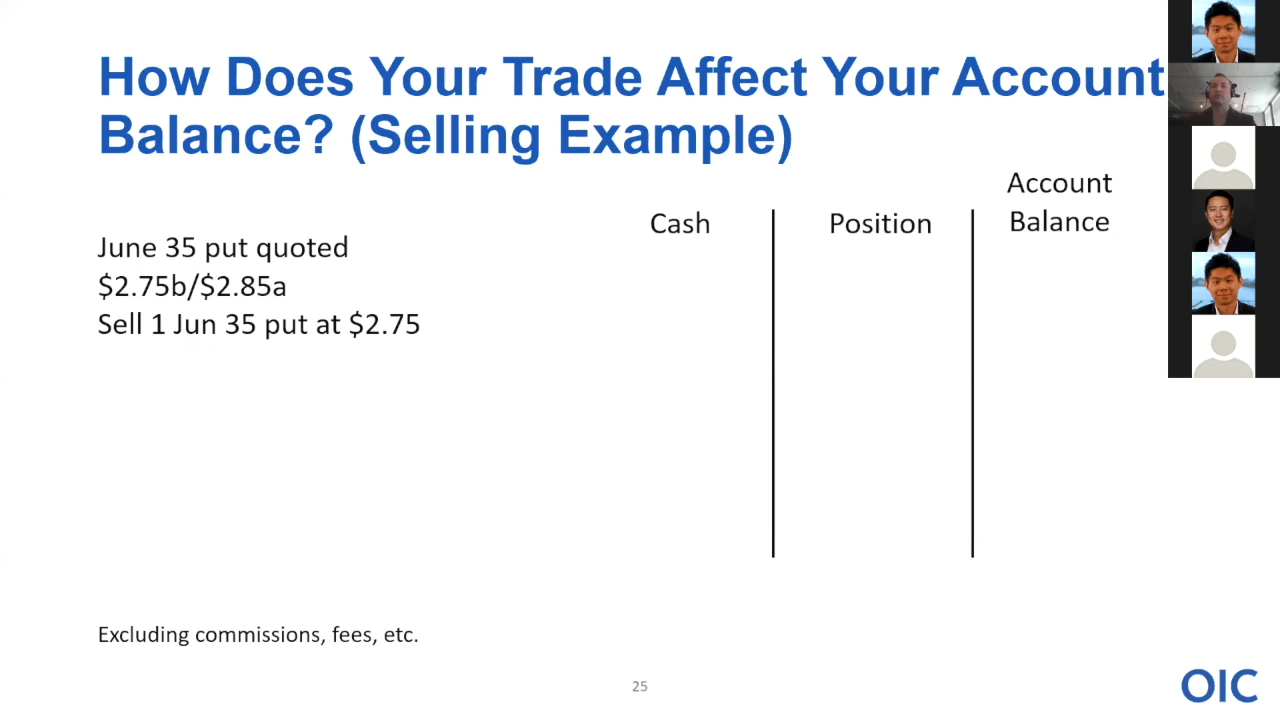 How Does Your Trade Affect Your Account
Balance? (Selling Example)
June 35 put quoted
$2.75b/$2.85a
Sell 1 Jun 35 put at $2.75
Cash
Position
Account
Balance
Excluding commissions, fees, etc.
25
OIC